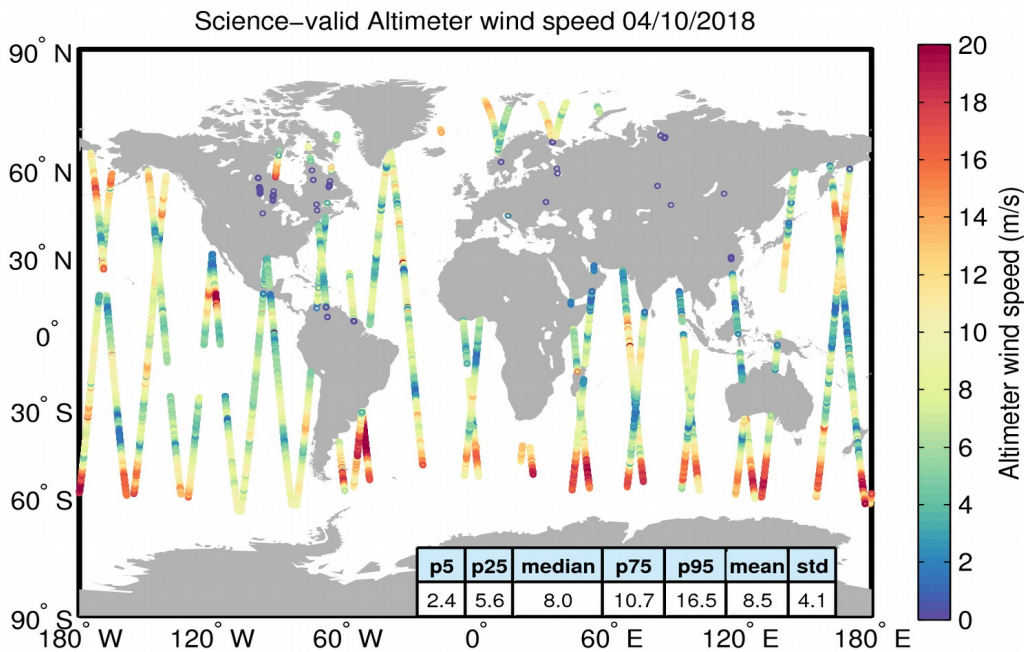 Science−valid Altimeter wind speed 04/10/2018
90° N
60° N
30° N
0°
30° S
60° S
90° S
180° W
120° W
60° W
0°
60° E
120° E
180° E
p5 p25 median p75 p95 mean std
2.4 5.6 8.0 10.7 16.5 8.5 4.1
20
18
16
14
12
10
8
6
4
2
0
Altimeter wind speed (m/s)